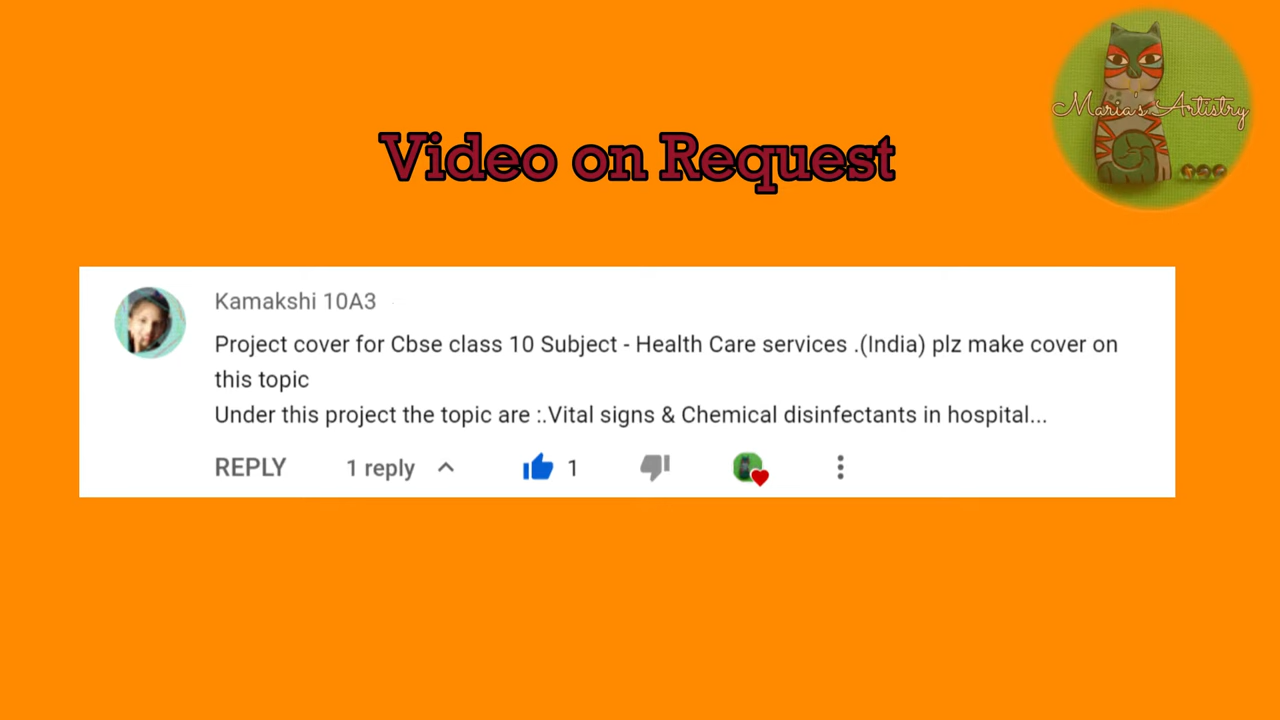 Maria's Artistry
Video on Request
Kamakshi 10A3
Project cover for Cbse class 10 Subject - Health Care services .(India) plz make cover on
this topic
Under this project the topic are :.Vital signs & Chemical disinfectants in hospital...
REPLY 1 reply 1